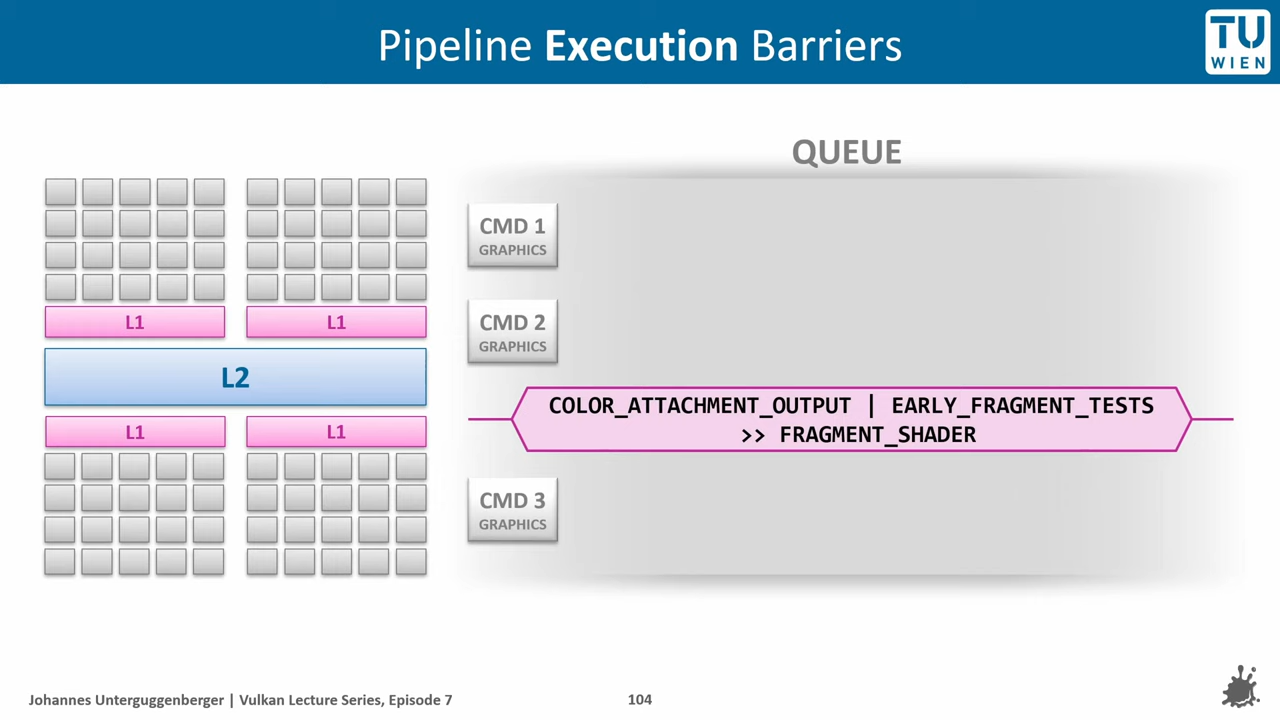 Pipeline Execution Barriers
TU
WIEN
QUEUE
CMD 1
GRAPHICS
L1
L1
CMD 2
GRAPHICS
L2
COLOR_ATTACHMENT_OUTPUT | EARLY_FRAGMENT_TESTS
>> FRAGMENT_SHADER
L1
L1
CMD 3
GRAPHICS
Johannes Unterguggenberger | Vulkan Lecture Series, Episode 7
104